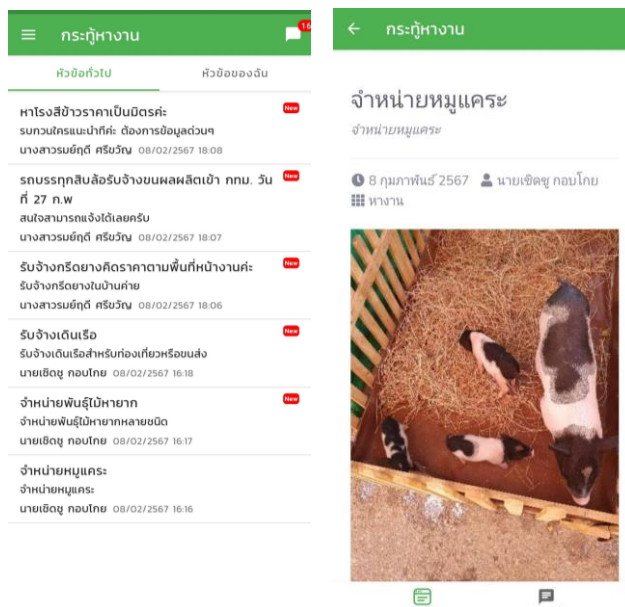 กระทู้หางาน
16
หัวข้อทั่วไป
หัวข้อของฉัน
หาโรงสีข้าวราคาเป็นมิตรค่ะ
New
รบกวนใครแนะนำทีค่ะ ต้องการข้อมูลด่วนๆ
นางสาวรมย์ฤดี ศรีขวัญ 08/02/2567 18:08
รถบรรทุกสิบล้อรับจ้างขนผลผลิตเข้า กทม. วัน
New
ที่ 27 ก.พ
สนใจสามารถแจ้งได้เลยครับ
นางสาวรมย์ฤดี ศรีขวัญ 08/02/2567 18:07
รับจ้างกรีดยางคิดราคาตามพื้นที่หน้างานค่ะ
New
รับจ้างกรีดยางในบ้านค่าย
นางสาวรมย์ฤดี ศรีขวัญ 08/02/2567 18:06
รับจ้างเดินเรือ
New
รับจ้างเดินเรือสำหรับท่องเที่ยวหรือขนส่ง
นายเชิดชู กอบโกย 08/02/2567 16:18
จำหน่ายพันธุ์ไม้หายาก
New
จำหน่ายพันธุ์ไม้หายากหลายชนิด
นายเชิดชู กอบโกย 08/02/2567 16:17
จำหน่ายหมูแคระ
จำหน่ายหมูแคระ
นายเชิดชู กอบโกย 08/02/2567 16:16
กระทู้หางาน
จำหน่ายหมูแคระ
จำหน่ายหมูแคระ
8 กุมภาพันธ์ 2567 นายเชิดชู กอบโกย
หางาน